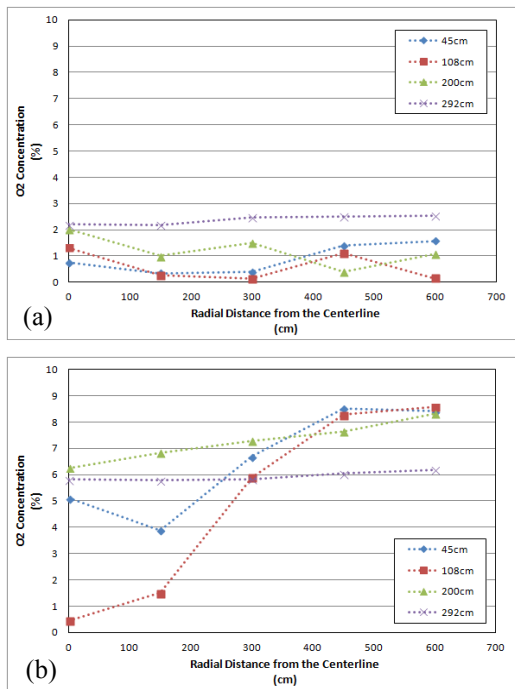 10
9
8
7
6
5
4
3
2
1
0
O2 Concentration
(%)
45cm
108cm
200cm
292cm
0 100 200 300 400 500 600 700
Radial Distance from the Centerline
(cm)
(a)
10
9
8
7
6
5
4
3
2
1
0
O2 Concentration
(%)
45cm
108cm
200cm
292cm
0 100 200 300 400 500 600 700
Radial Distance from the Centerline
(cm)
(b)